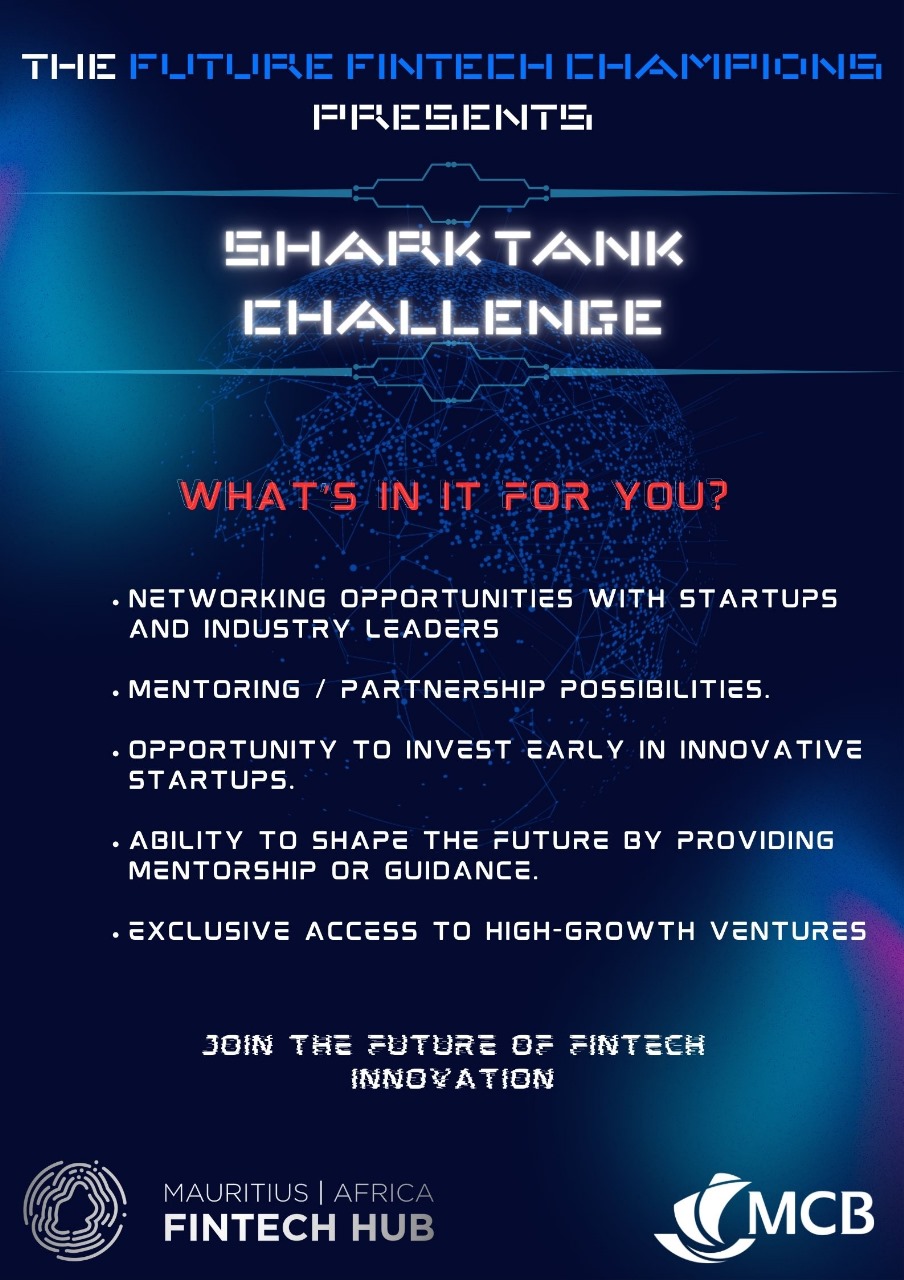 THE FUTURE FINTECH CHAMPIONS
PRESENTS
SHARK TANK
CHALLENGE
WHAT'S IN IT FOR YOU?
• NETWORKING OPPORTUNITIES WITH STARTUPS
AND INDUSTRY LEADERS
• MENTORING / PARTNERSHIP POSSIBILITIES.
• OPPORTUNITY TO INVEST EARLY IN INNOVATIVE
STARTUPS.
• ABILITY TO SHAPE THE FUTURE BY PROVIDING
MENTORSHIP OR GUIDANCE.
• EXCLUSIVE ACCESS TO HIGH-GROWTH VENTURES
JOIN THE FUTURE OF FINTECH
INNOVATION
MAURITIUS | AFRICA
FINTECH HUB
MCB